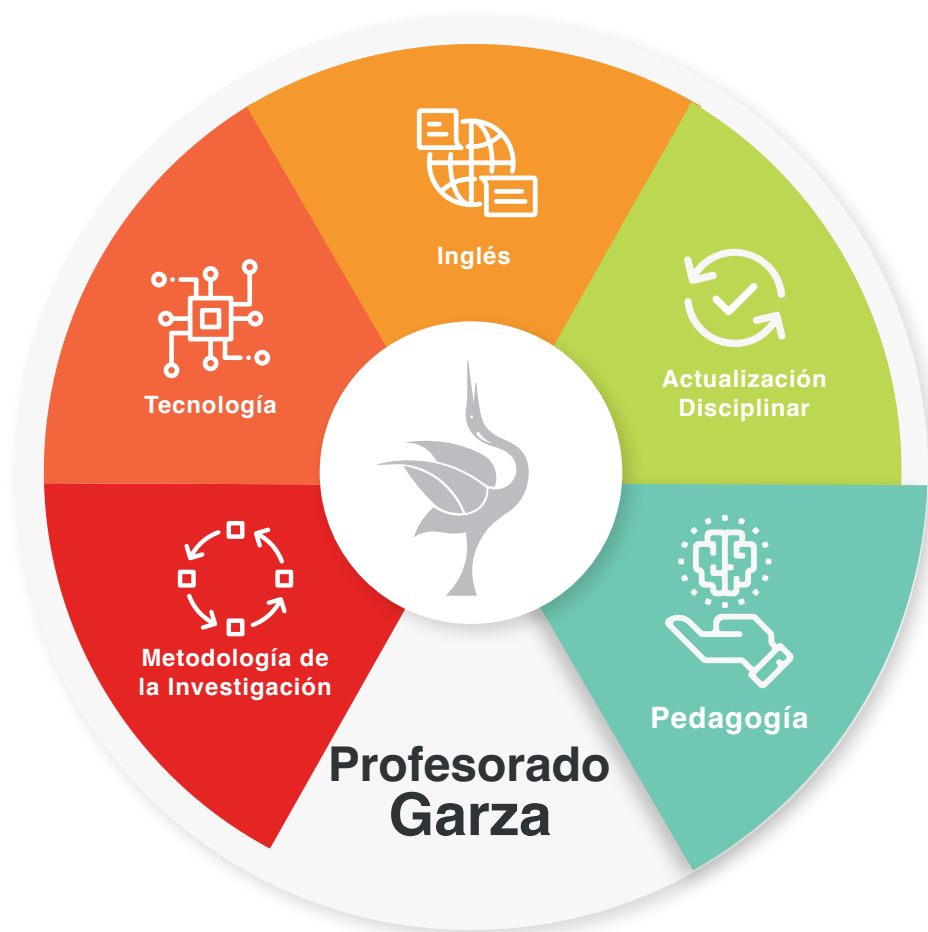 Inglés
Actualización
Disciplinar
Tecnología
Pedagogía
Metodología de
la Investigación
Profesorado
Garza